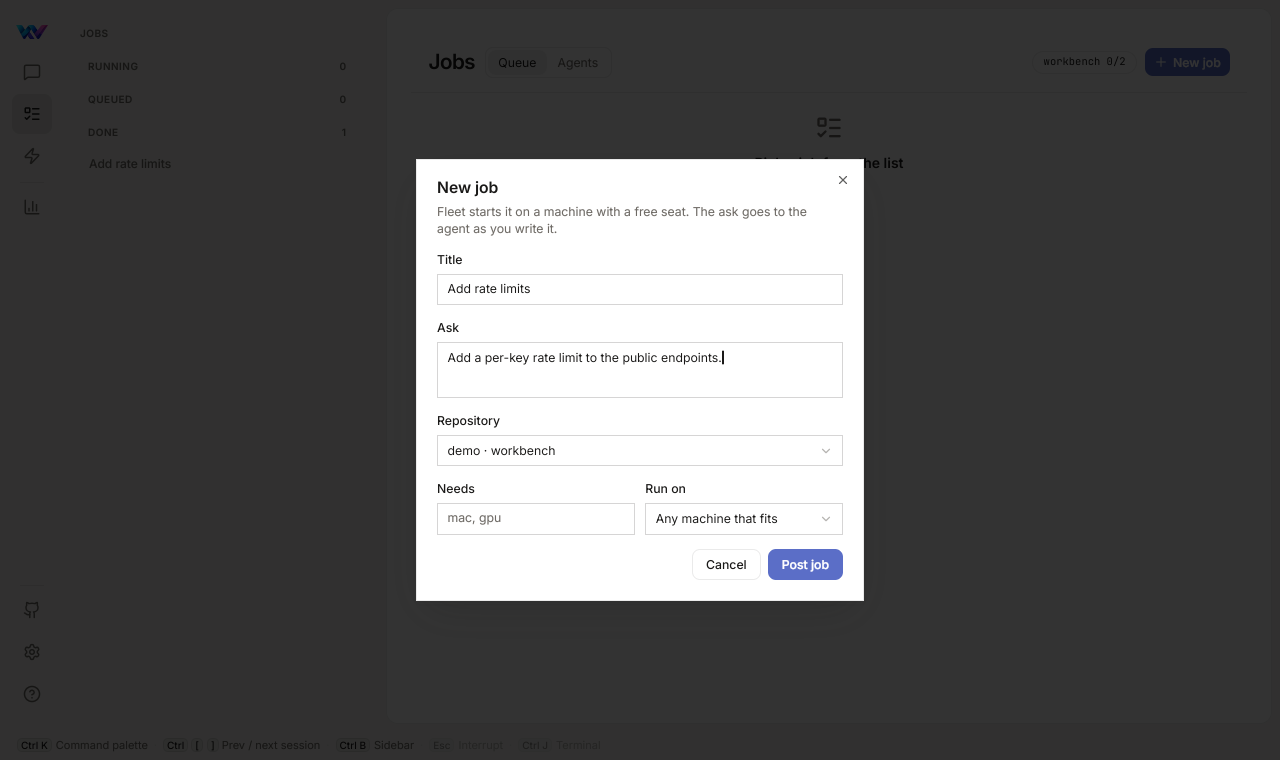 JOBS
RUNNING 0
QUEUED 0
DONE 1
Add rate limits
Jobs
Queue
Agents
workbench 0/2
New job
he list
New job
Fleet starts it on a machine with a free seat. The ask goes to the
agent as you write it.
Title
Add rate limits
Ask
Add a per-key rate limit to the public endpoints.
Repository
demo · workbench
Needs
Run on
mac, gpu
Any machine that fits
Cancel
Post job
Ctrl K Command palette Ctrl [ ] Prev / next session Ctrl B Sidebar Esc Interrupt Ctrl J Terminal